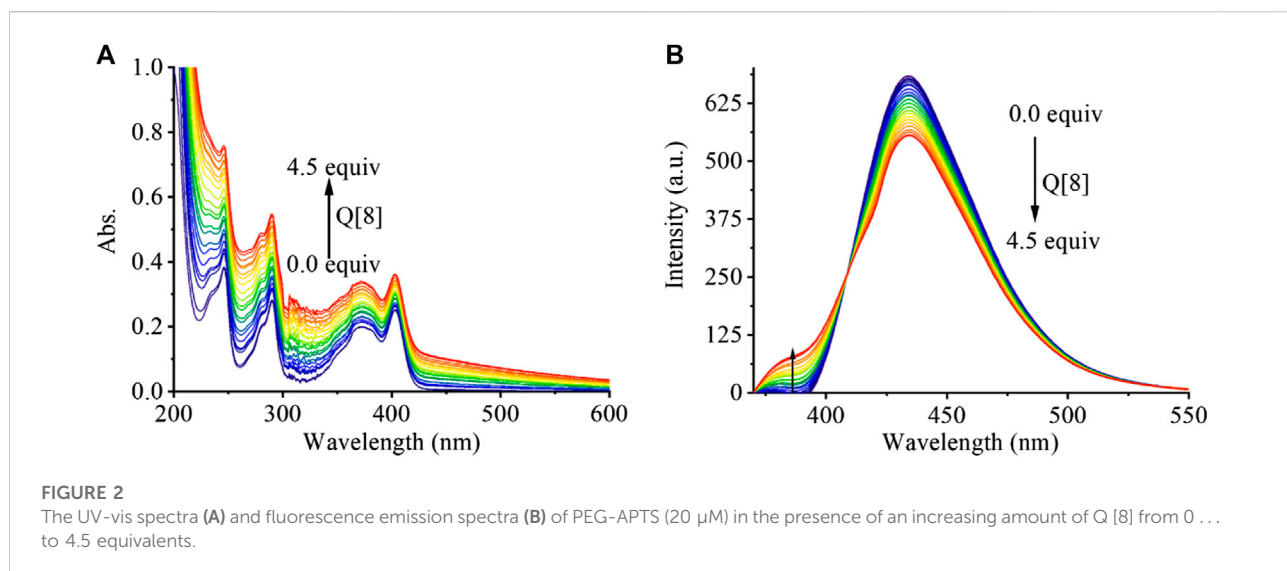 A
B
1.0
0.8
0.6
0.4
0.2
0.0
Abs.
4.5 equiv
Q[8]
0.0 equiv
200 300 400 500 600
Wavelength (nm)
625
500
375
250
125
0
Intensity (a.u.)
0.0 equiv
Q[8]
4.5 equiv
400 450 500 550
Wavelength (nm)
FIGURE 2
The UV-vis spectra (A) and fluorescence emission spectra (B) of PEG-APTS (20 μM) in the presence of an increasing amount of Q [8] from 0 . . .
to 4.5 equivalents.